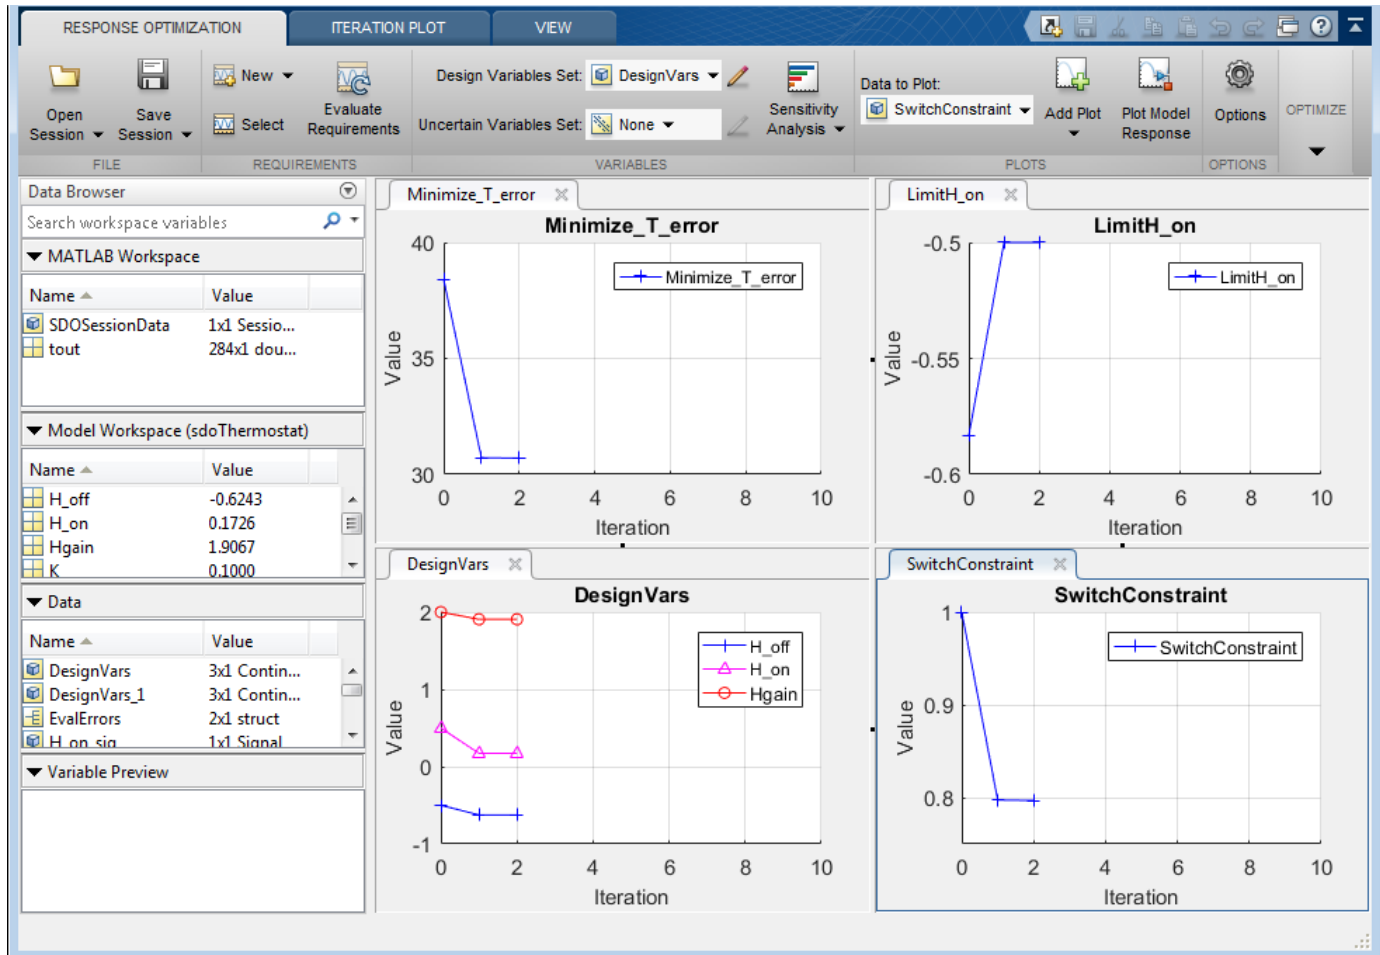 RESPONSE OPTIMIZATION
ITERATION PLOT
VIEW
Open Session
Save Session
New
Select
Evaluate Requirements
Design Variables Set:
DesignVars
Uncertain Variables Set:
None
Sensitivity Analysis
Data to Plot:
SwitchConstraint
Add Plot
Plot Model Response
Options
OPTIMIZE
FILE
REQUIREMENTS
VARIABLES
PLOTS
OPTIONS
Data Browser
Search workspace variables
MATLAB Workspace
Name Value
SDOSessionData 1x1 Sessio...
tout 284x1 dou...
Model Workspace (sdoThermostat)
Name Value
H_off -0.6243
H_on 0.1726
Hgain 1.9067
K 0.1000
Data
Name Value
DesignVars 3x1 Contin...
DesignVars_1 3x1 Contin...
EvalErrors 2x1 struct
H_on_sig 1x1 Signal
Variable Preview
Minimize_T_error
Minimize_T_error
40
35
30
Value
Minimize_T_error
0 2 4 6 8 10
Iteration
LimitH_on
LimitH_on
-0.5
-0.55
-0.6
Value
LimitH_on
0 2 4 6 8 10
Iteration
DesignVars
DesignVars
2
1
0
-1
Value
H_off
H_on
Hgain
0 2 4 6 8 10
Iteration
SwitchConstraint
SwitchConstraint
1
0.9
0.8
Value
SwitchConstraint
0 2 4 6 8 10
Iteration